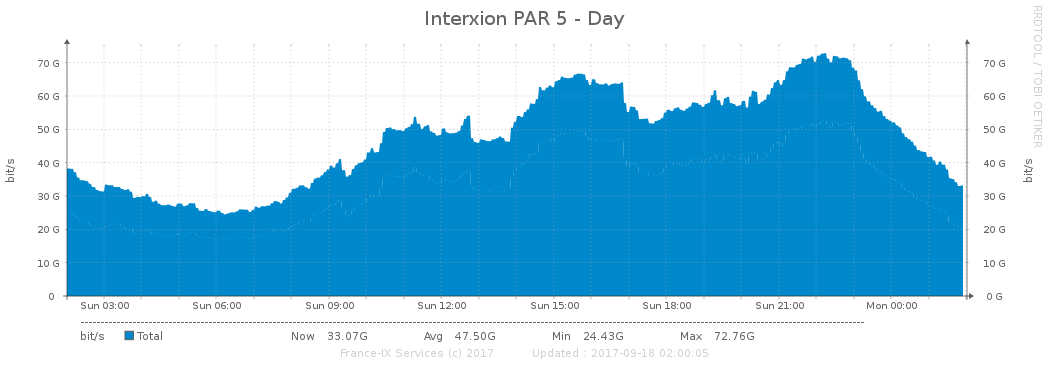 Interxion PAR 5 - Day
RRDTOOL / TOBI OETIKER
bit/s
70 G 70 G
60 G 60 G
50 G 50 G
40 G 40 G
30 G 30 G
20 G 20 G
10 G 10 G
0 0 G
bit/s
Sun 03:00 Sun 06:00 Sun 09:00 Sun 12:00 Sun 15:00 Sun 18:00 Sun 21:00 Mon 00:00
bit/s Total Now 33.07G Avg 47.50G Min 24.43G Max 72.76G
France-IX Services (c) 2017 Updated : 2017-09-18 02:00:05